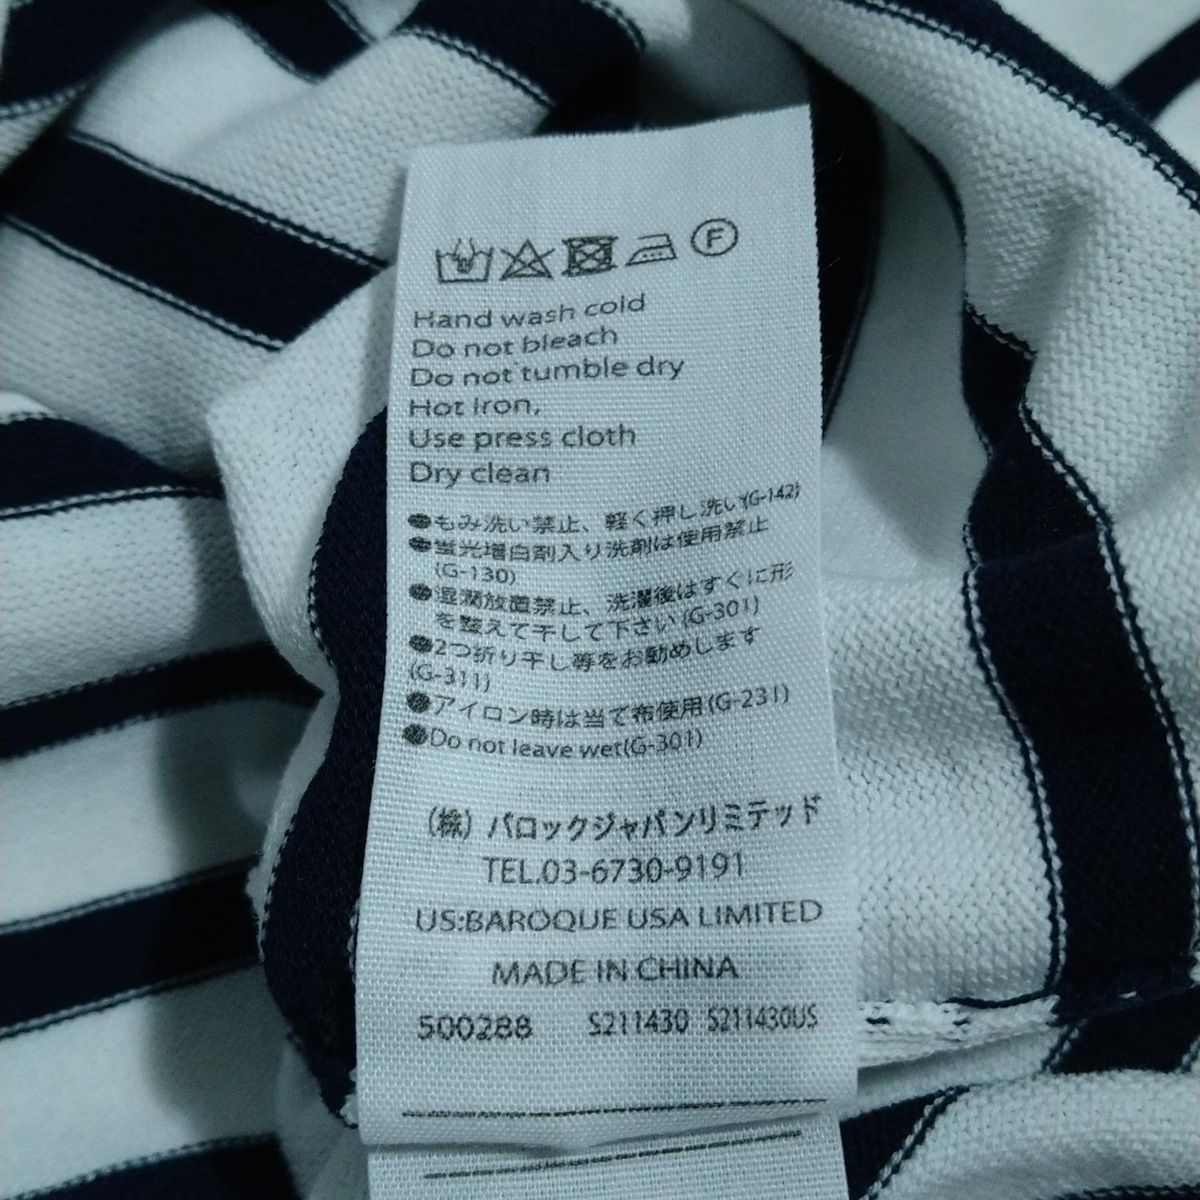 F
Hand wash cold
Do not bleach
Do not tumble dry
Hot Iron,
Use press cloth
Dry clean
●もみ洗い禁止、軽く押し洗い(G-142)
●蛍光増白剤入り洗剤は使用禁止
(G-130)
●湿潤放置禁止、洗濯後はすぐに形
を整えて干して下さい(G-301)
●2つ折り干し等をお勧めします
(G-311)
●アイロン時は当て布使用(G-231)
●Do not leave wet(G-301)
（株）バロックジャパンリミテッド
TEL.03-6730-9191
US:BAROQUE USA LIMITED
MADE IN CHINA
500288 S211430 S211430US